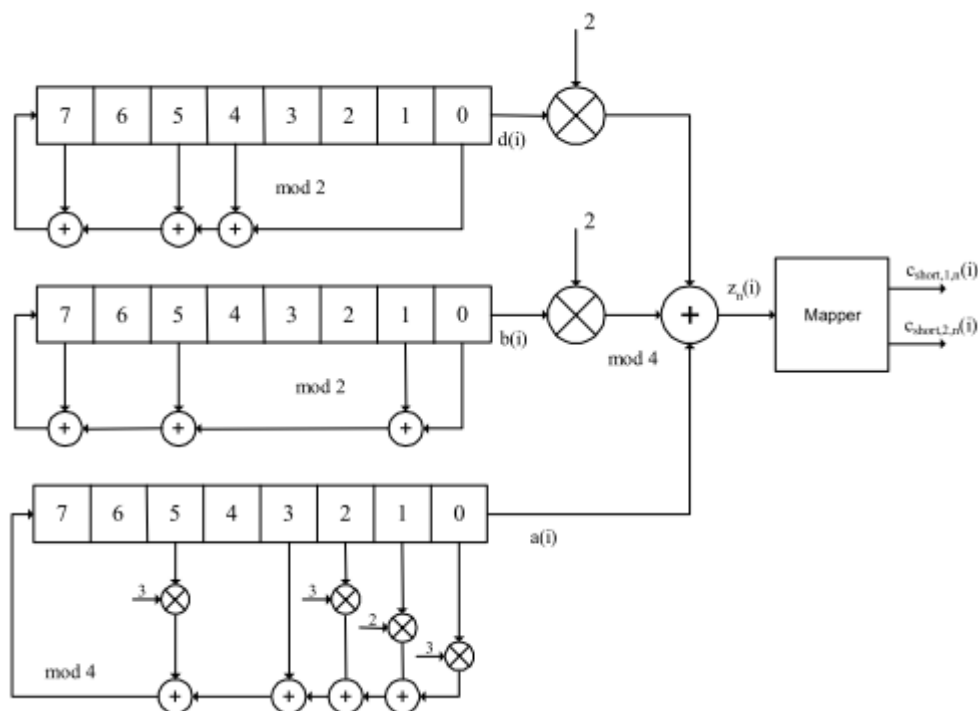 2
7 6 5 4 3 2 1 0
d(i)
mod 2
2
7 6 5 4 3 2 1 0
b(i)
mod 2
mod 4
z_n(i)
Mapper
c_short,1,n(i)
c_short,2,n(i)
7 6 5 4 3 2 1 0
a(i)
3
3
2
3
mod 4